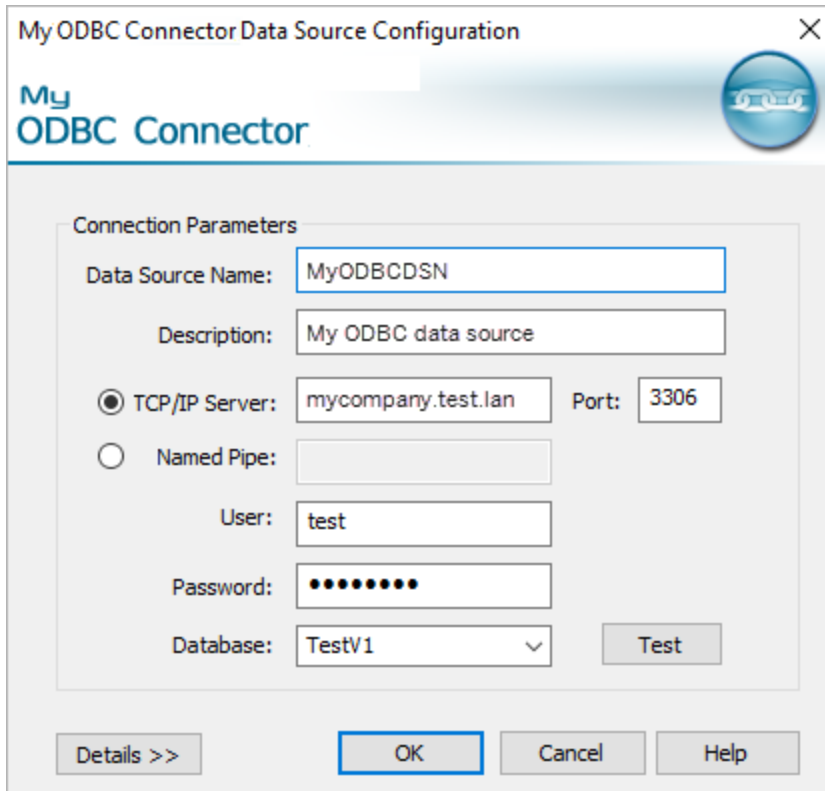 My ODBC Connector Data Source Configuration
My
ODBC Connector
Connection Parameters
Data Source Name: MyODBCDSN
Description: My ODBC data source
TCP/IP Server: mycompany.test.lan Port: 3306
Named Pipe:
User: test
Password: ••••••••
Database: TestV1 Test
Details >> OK Cancel Help